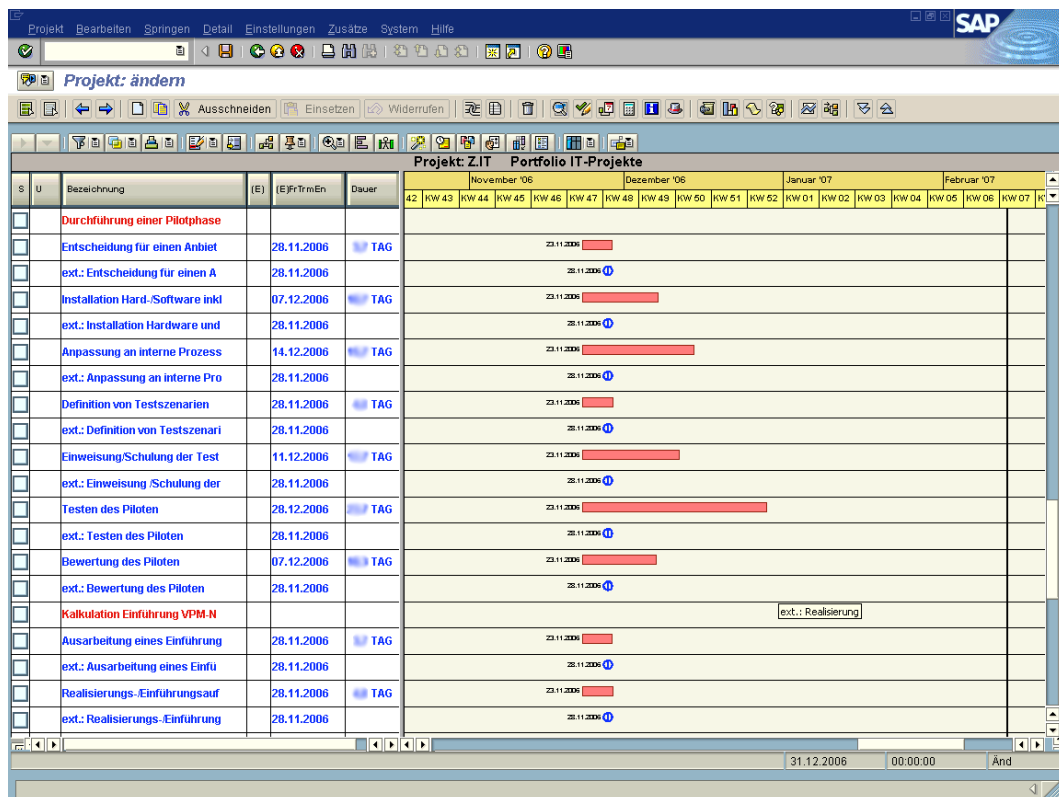 Projekt Bearbeiten Springen Detail Einstellungen Zusätze System Hilfe
SAP
Projekt: ändern
Ausschneiden Einsetzen Widerrufen
Projekt: Z.IT Portfolio IT-Projekte
S U Bezeichnung (E) (E)FrTrmEn Dauer
November '06 Dezember '06 Januar '07 Februar '07
42 KW 43 KW 44 KW 45 KW 46 KW 47 KW 48 KW 49 KW 50 KW 51 KW 52 KW 01 KW 02 KW 03 KW 04 KW 05 KW 06 KW 07
Durchführung einer Pilotphase
Entscheidung für einen Anbiet 28.11.2006 TAG 23.11.2006
ext.: Entscheidung für einen A 28.11.2006 28.11.2006
Installation Hard-/Software inkl 07.12.2006 TAG 23.11.2006
ext.: Installation Hardware und 28.11.2006 28.11.2006
Anpassung an interne Prozess 14.12.2006 TAG 23.11.2006
ext.: Anpassung an interne Pro 28.11.2006 28.11.2006
Definition von Testszenarien 28.11.2006 TAG 23.11.2006
ext.: Definition von Testszenari 28.11.2006 28.11.2006
Einweisung/Schulung der Test 11.12.2006 TAG 23.11.2006
ext.: Einweisung /Schulung der 28.11.2006 28.11.2006
Testen des Piloten 28.12.2006 TAG 23.11.2006
ext.: Testen des Piloten 28.11.2006 28.11.2006
Bewertung des Piloten 07.12.2006 TAG 23.11.2006
ext.: Bewertung des Piloten 28.11.2006 28.11.2006
Kalkulation Einführung VPM-N ext.: Realisierung
Ausarbeitung eines Einführung 28.11.2006 TAG 23.11.2006
ext.: Ausarbeitung eines Einfü 28.11.2006 28.11.2006
Realisierungs-/Einführungsauf 28.11.2006 TAG 23.11.2006
ext.: Realisierungs-/Einführung 28.11.2006 28.11.2006
31.12.2006 00:00:00 Änd